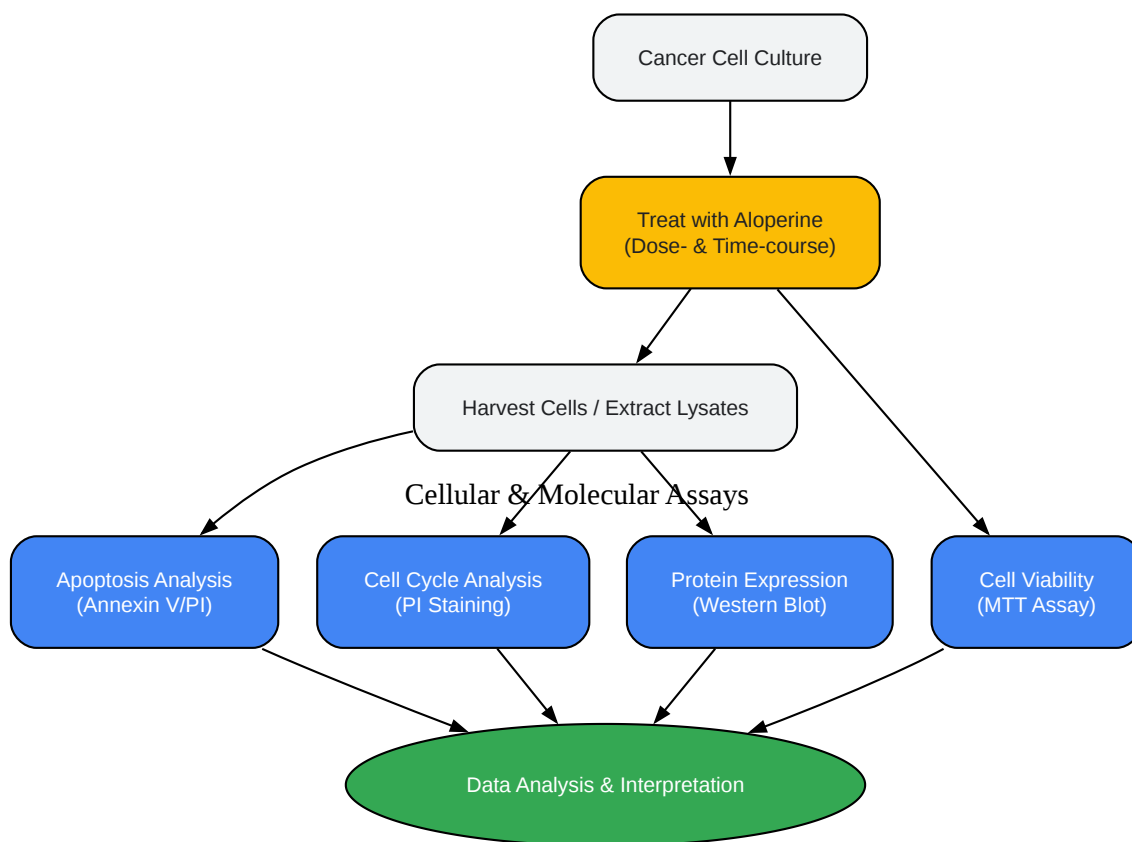 Cancer Cell Culture
Treat with Aloperine
(Dose- & Time-course)
Harvest Cells / Extract Lysates
Cellular & Molecular Assays
Apoptosis Analysis
(Annexin V/PI)
Cell Cycle Analysis
(PI Staining)
Protein Expression
(Western Blot)
Cell Viability
(MTT Assay)
Data Analysis & Interpretation